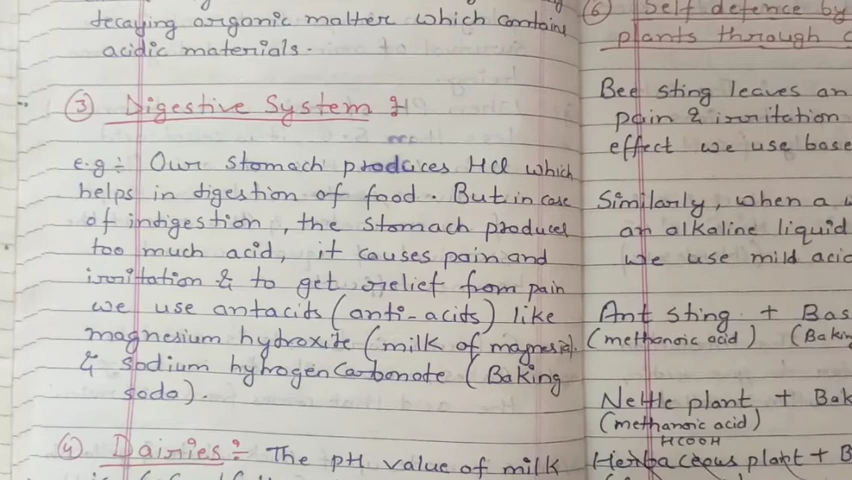 decaying organic matter which contains
acidic materials.
③ Digestive System
e.g ÷ Our stomach produces HCl which
helps in digestion of food. But in case
of indigestion, the stomach produces
too much acid, it causes pain and
irritation & to get relief from pain
we use antacids (anti-acids) like
magnesium hydroxite (milk of magnesia).
& sodium hydrogen carbonate (Baking
soda).
④ Dairies ÷ The pH value of milk
⑥ Self defence by
plants through
Bee sting leaves an
pain & irritation
effect we use base
Similarly, when a
an alkaline liquid
we use mild acid
Ant sting + Bas
(methanoic acid) (Bakin
Nettle plant + Bak
(methanoic acid)
HCOOH
Herbaceous plant + B